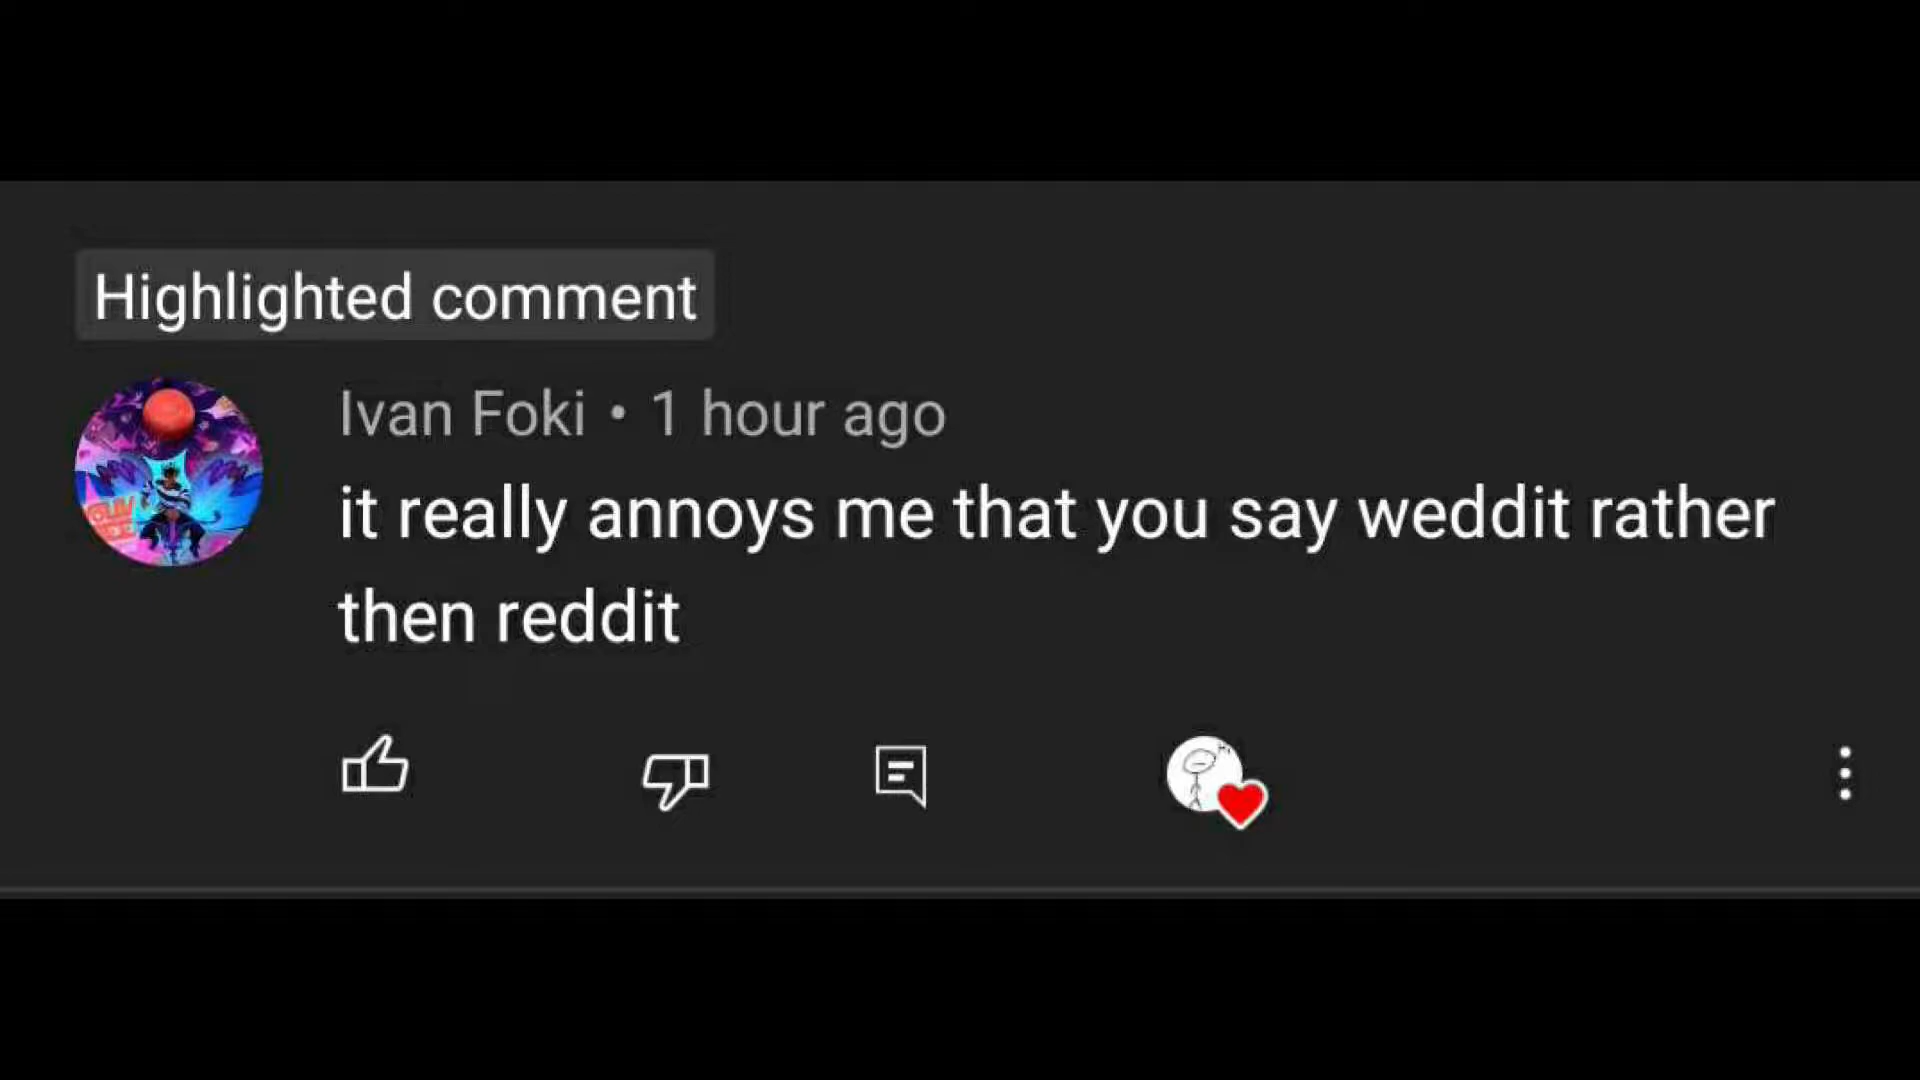 Highlighted comment
Ivan Foki • 1 hour ago
it really annoys me that you say weddit rather
then reddit